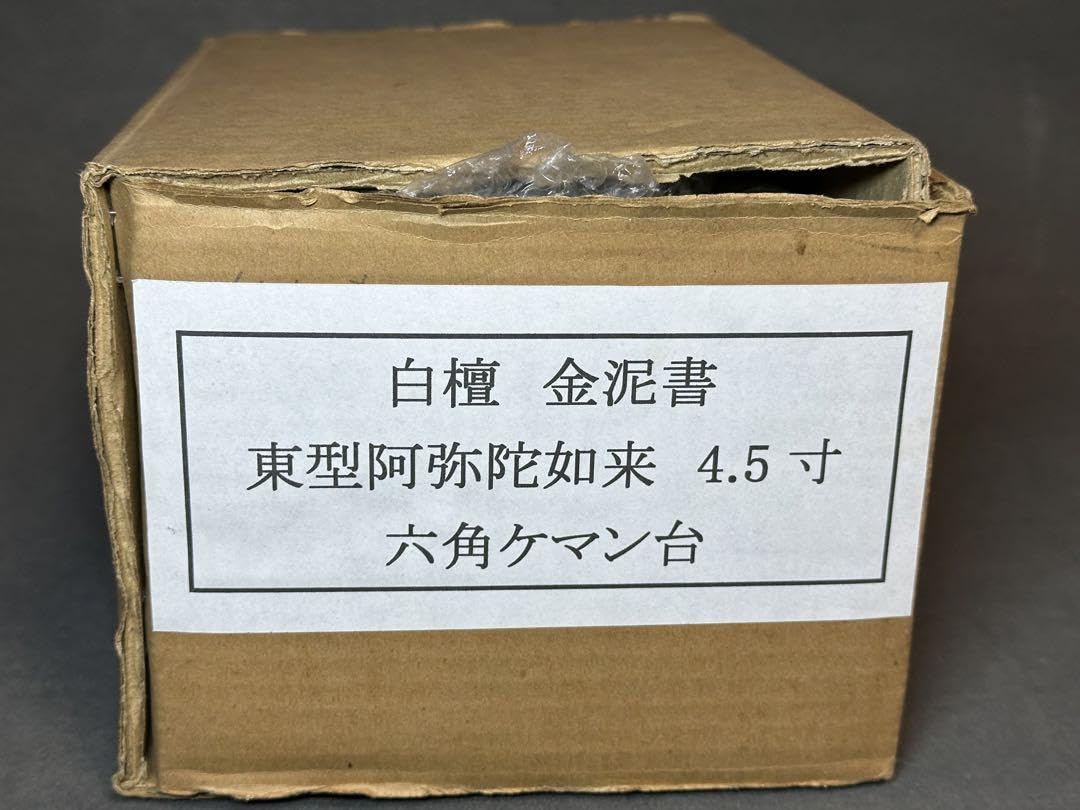 白檀 金泥書
東型阿弥陀如来 4.5寸
六角ケマン台